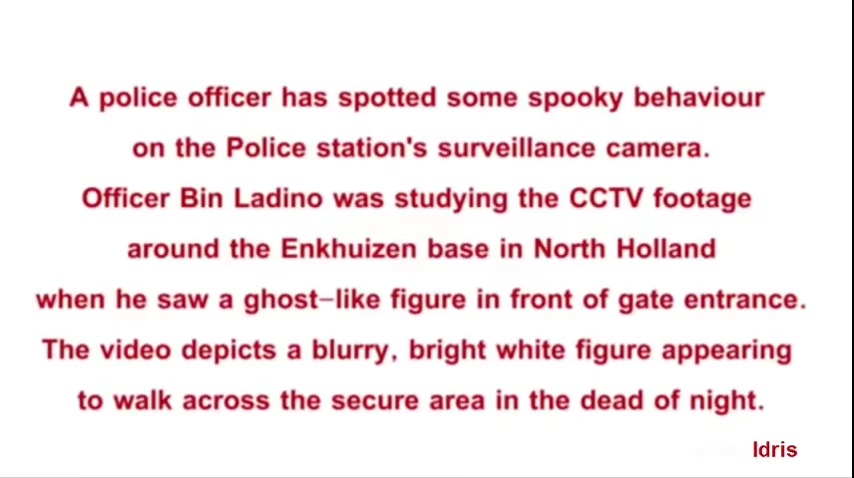 A police officer has spotted some spooky behaviour
on the Police station's surveillance camera.
Officer Bin Ladino was studying the CCTV footage
around the Enkhuizen base in North Holland
when he saw a ghost-like figure in front of gate entrance.
The video depicts a blurry, bright white figure appearing
to walk across the secure area in the dead of night.
Idris